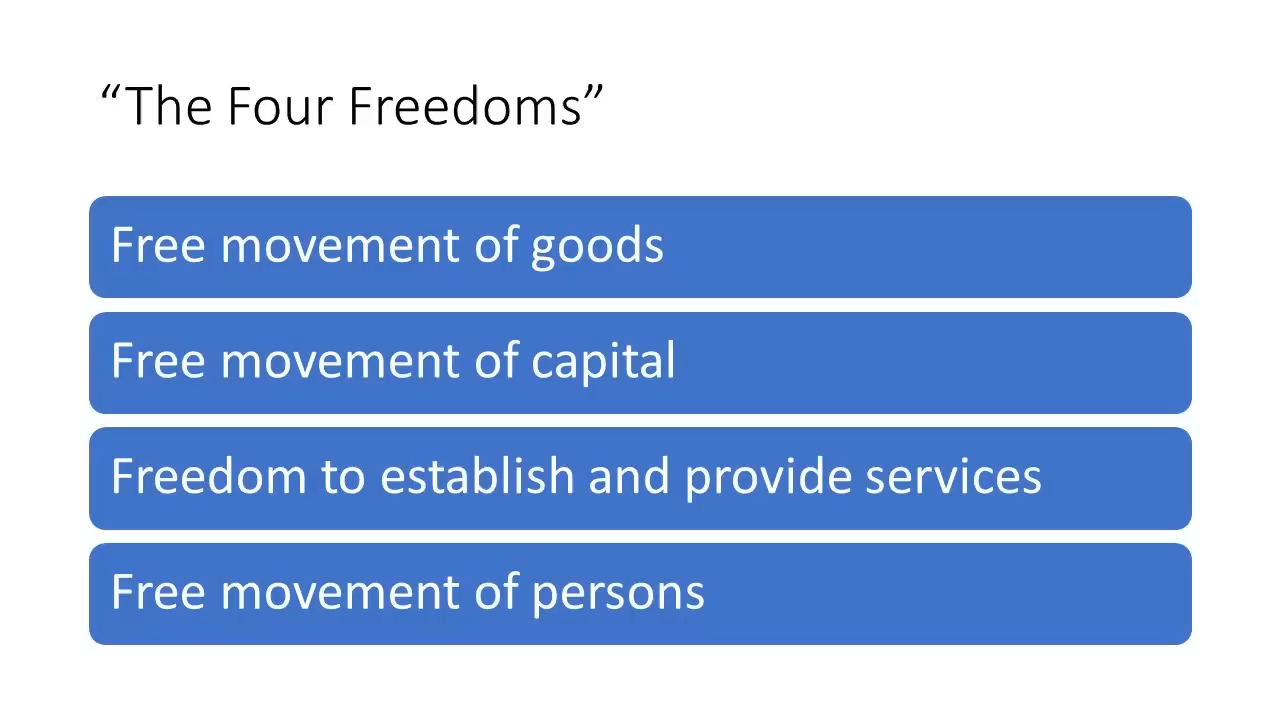 “The Four Freedoms”
Free movement of goods
Free movement of capital
Freedom to establish and provide services
Free movement of persons